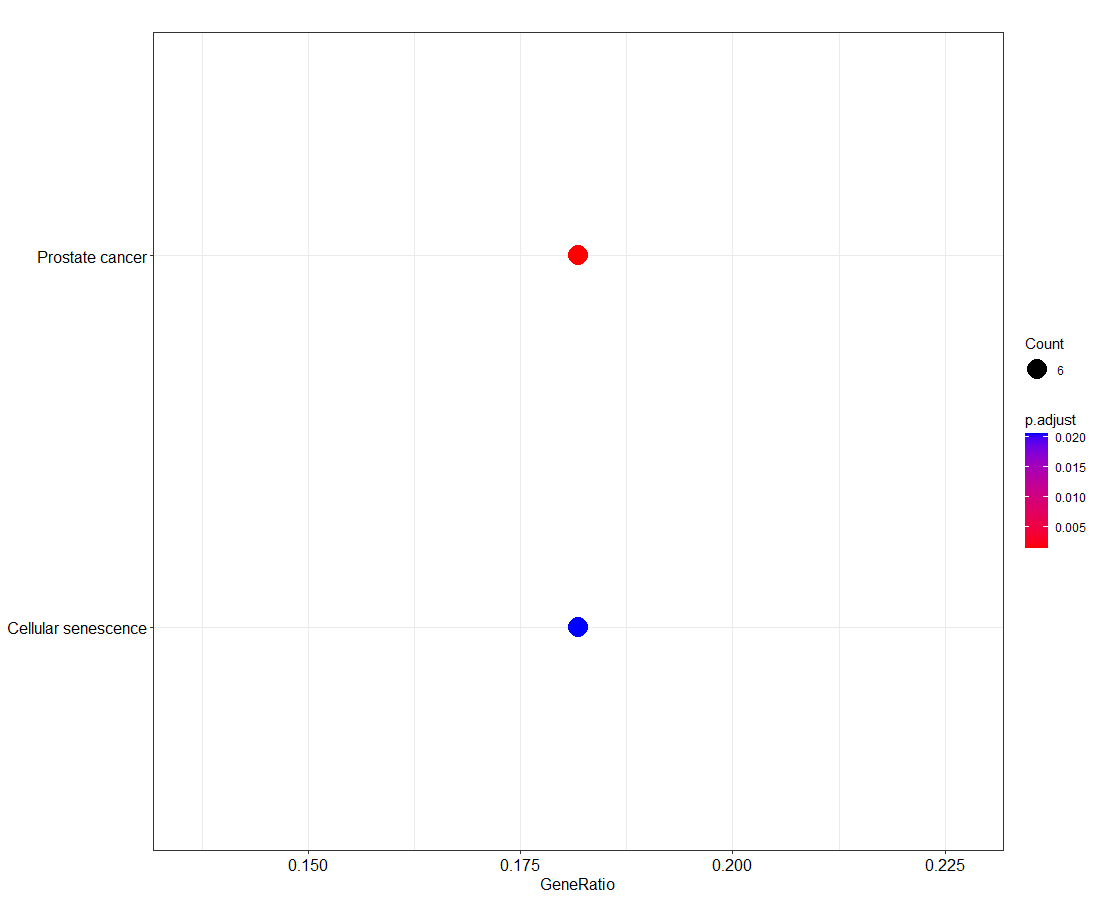 Prostate cancer
Cellular senescence
0.150
0.175
0.200
0.225
GeneRatio
Count
6
p.adjust
0.020
0.015
0.010
0.005